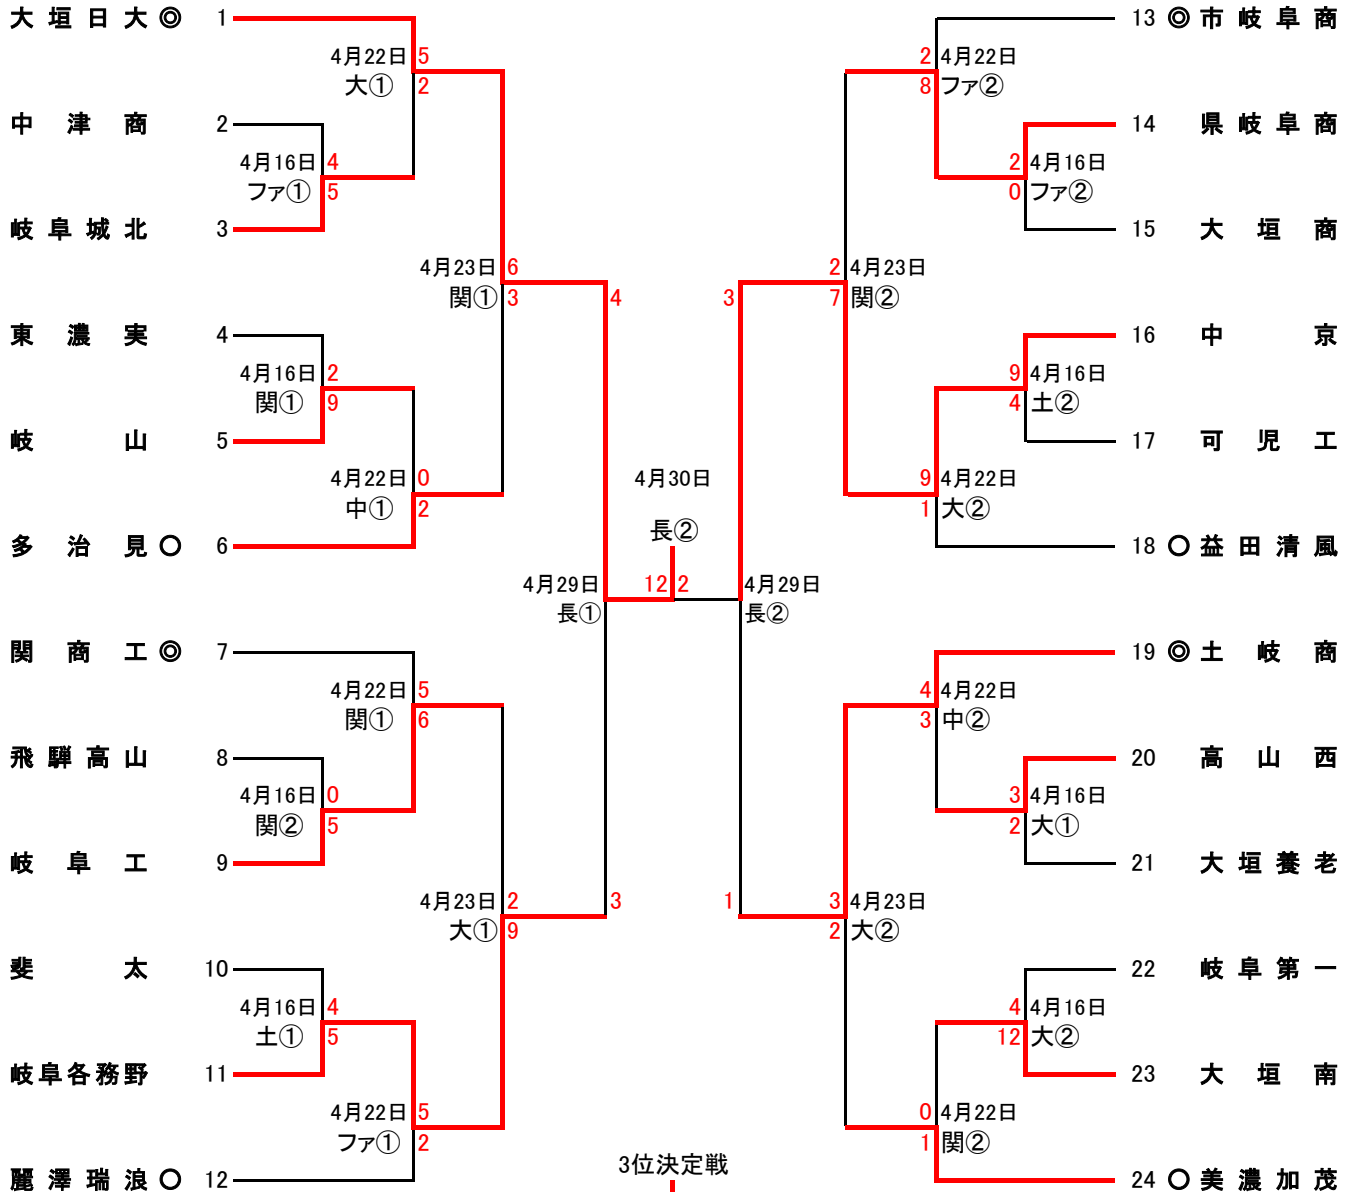 大垣日大◎ 1
4月22日 5
大① 2
中津商 2
4月16日 4
ファ① 5
岐阜城北 3
4月23日 6
関① 3
4
東濃実 4
4月16日 2
関① 9
岐山 5
4月22日 0
中① 2
多治見○ 6
4月29日
長①
関商工◎ 7
4月22日 5
関① 6
飛騨高山 8
4月16日 0
関② 5
岐阜工 9
4月23日 2
大① 9
3
斐太 10
4月16日 4
土① 5
岐阜各務野 11
4月22日 5
ファ① 2
麗澤瑞浪○ 12
4月30日
長②
12 2
3位決定戦
13 ◎市岐阜商
2 4月22日
8 ファ②
14 県岐阜商
2 4月16日
0 ファ②
15 大垣商
2 4月23日
7 関②
3
16 中京
9 4月16日
4 土②
17 可児工
9 4月22日
1 大②
18 ○益田清風
4月29日
長②
19 ◎土岐商
4 4月22日
3 中②
20 高山西
3 4月16日
2 大①
21 大垣養老
1
3 4月23日
2 大②
22 岐阜第一
4 4月16日
12 大②
23 大垣南
0 4月22日
1 関②
24 ○美濃加茂